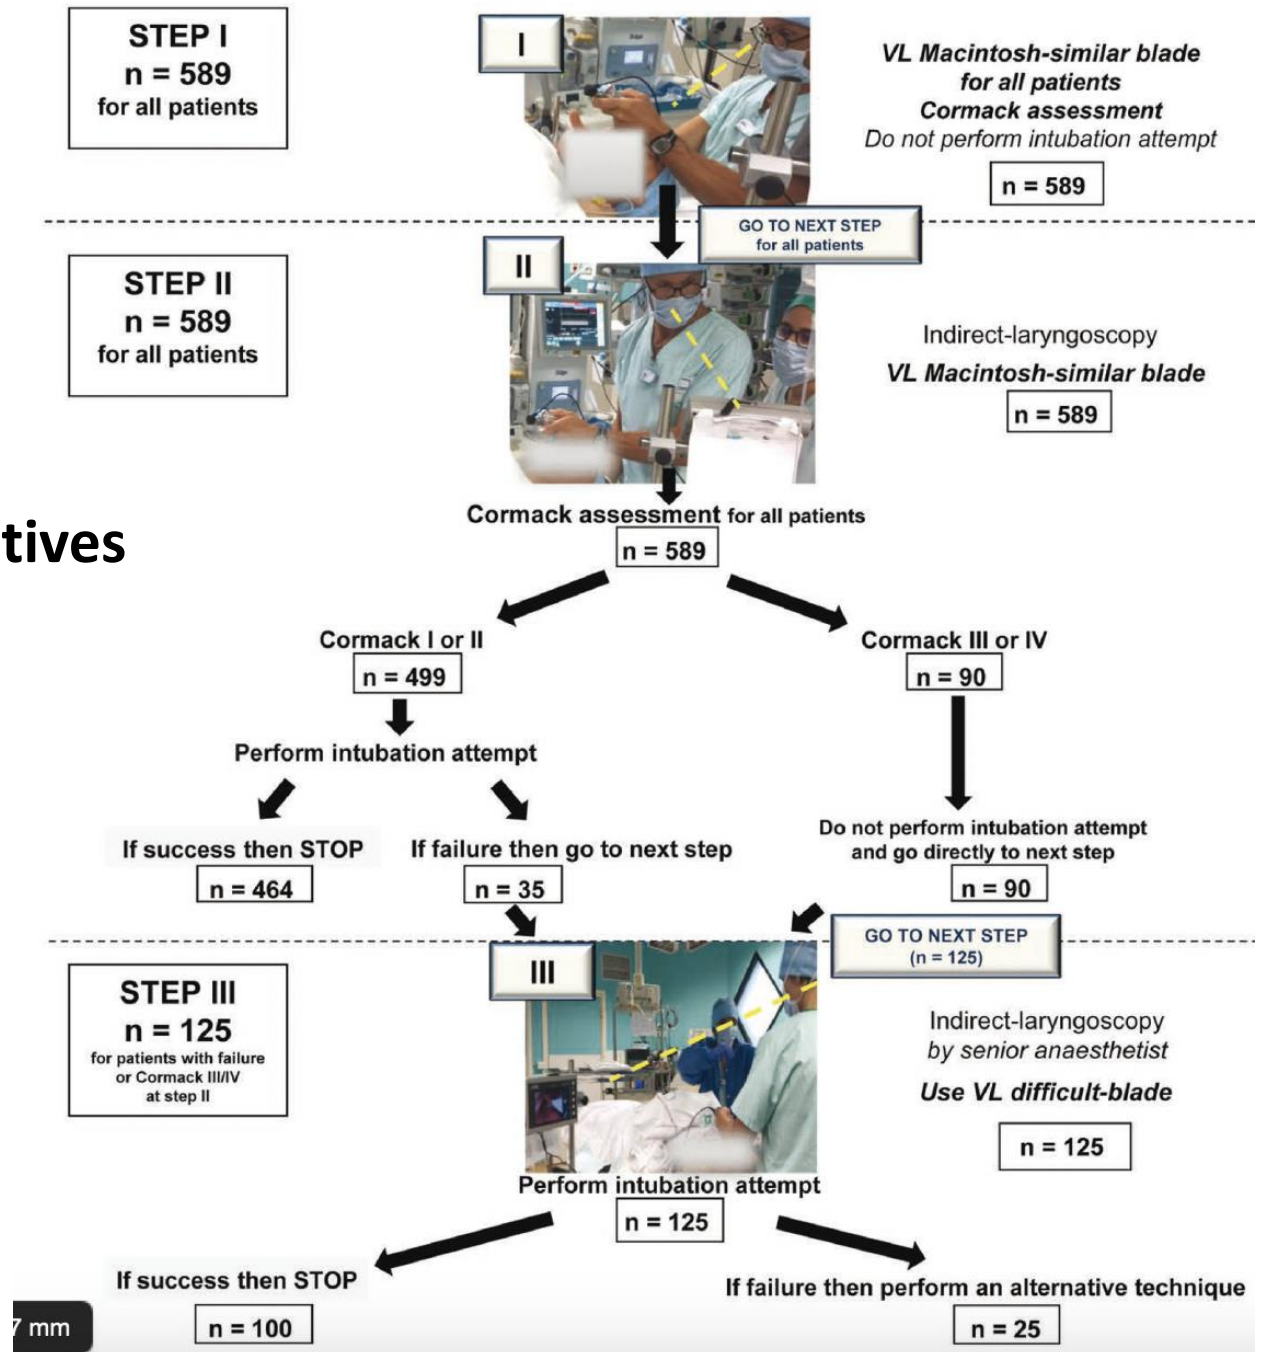 STEP I
n = 589
for all patients
I
VL Macintosh-similar blade
for all patients
Cormack assessment
Do not perform intubation attempt
n = 589
GO TO NEXT STEP
for all patients
STEP II
n = 589
for all patients
II
Indirect-laryngoscopy
VL Macintosh-similar blade
n = 589
Cormack assessment for all patients
n = 589
tives
Cormack I or II
n = 499
Cormack III or IV
n = 90
Perform intubation attempt
If success then STOP
n = 464
If failure then go to next step
n = 35
Do not perform intubation attempt
and go directly to next step
n = 90
GO TO NEXT STEP
(n = 125)
STEP III
n = 125
for patients with failure
or Cormack III/IV
at step II
III
Indirect-laryngoscopy
by senior anaesthetist
Use VL difficult-blade
n = 125
Perform intubation attempt
n = 125
If success then STOP
n = 100
If failure then perform an alternative technique
n = 25
7 mm